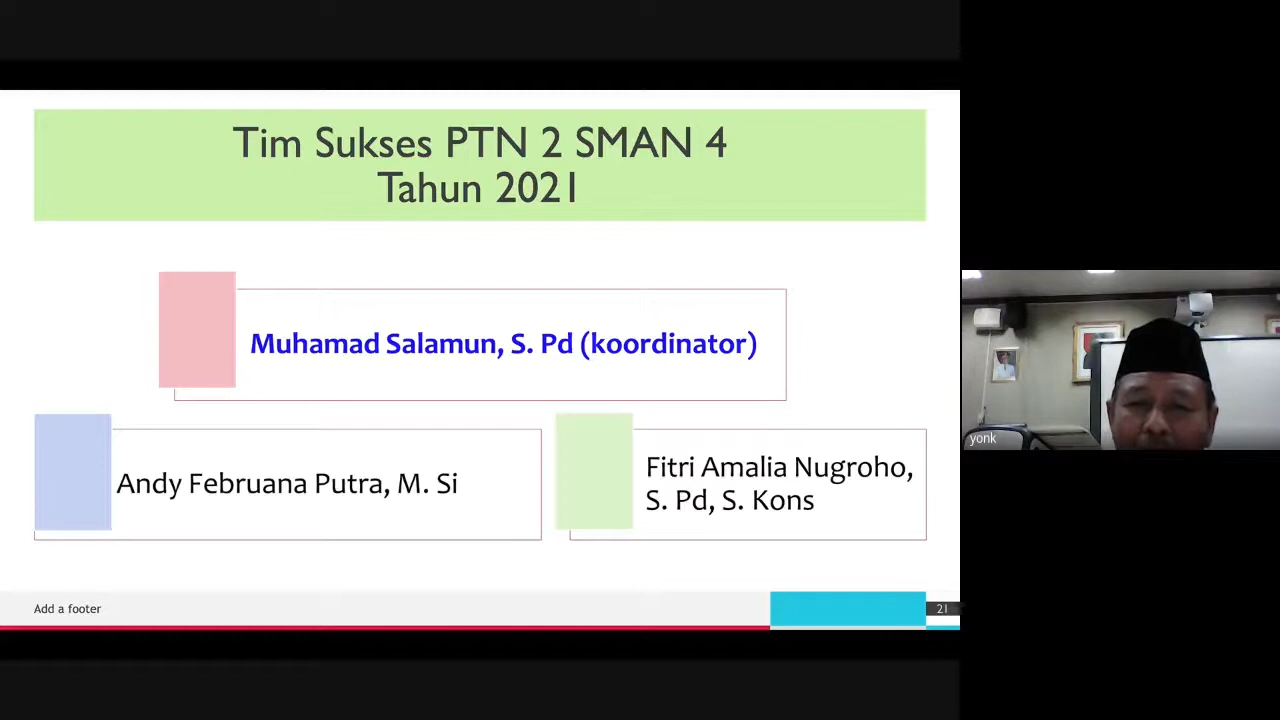 Tim Sukses PTN 2 SMAN 4
Tahun 2021
Muhamad Salamun, S. Pd (koordinator)
Andy Februana Putra, M. Si
Fitri Amalia Nugroho,
S. Pd, S. Kons
Add a footer
21
yonk